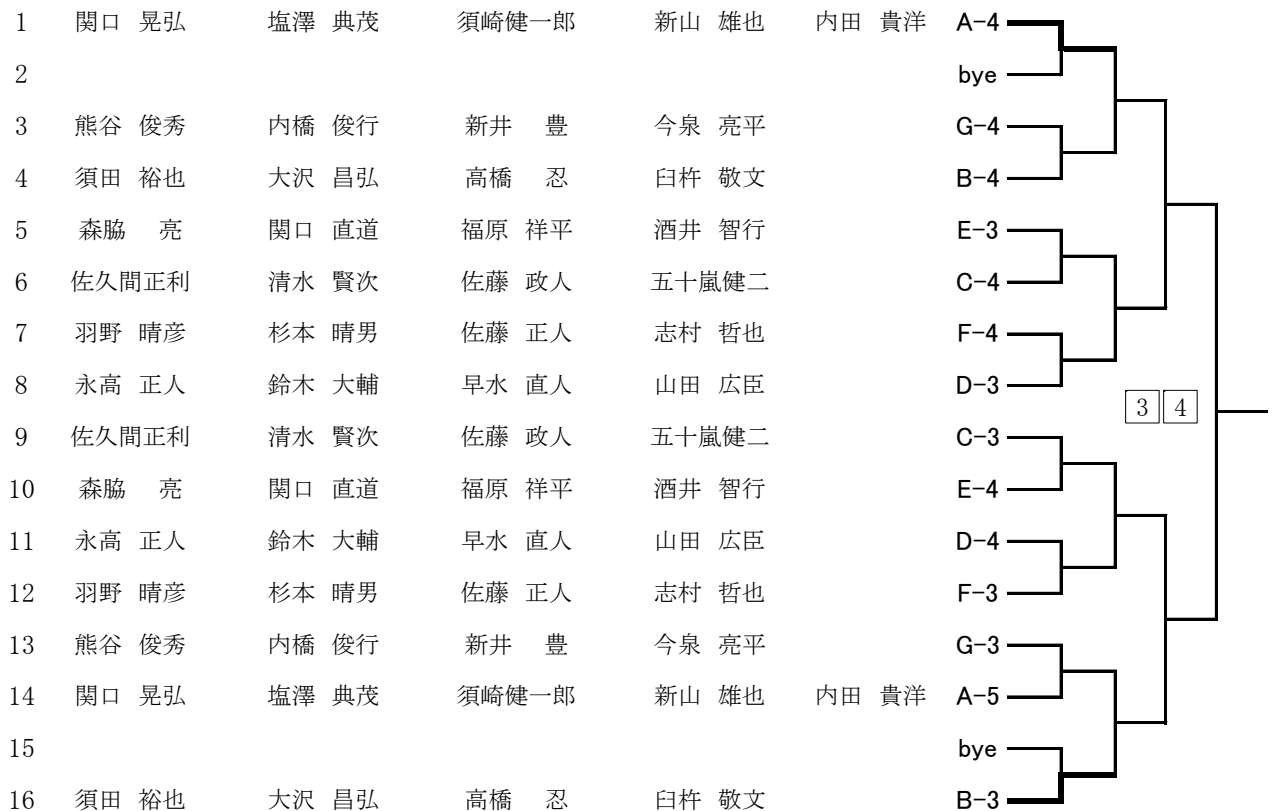 1 関口 晃弘 塩澤 典茂 須崎健一郎 新山 雄也 内田 貴洋 A-4
2 bye
3 熊谷 俊秀 内橋 俊行 新井 豊 今泉 亮平 G-4
4 須田 裕也 大沢 昌弘 高橋 忍 臼杵 敬文 B-4
5 森脇 亮 関口 直道 福原 祥平 酒井 智行 E-3
6 佐久間正利 清水 賢次 佐藤 政人 五十嵐健二 C-4
7 羽野 晴彦 杉本 晴男 佐藤 正人 志村 哲也 F-4
8 永高 正人 鈴木 大輔 早水 直人 山田 広臣 D-3
3 4
9 佐久間正利 清水 賢次 佐藤 政人 五十嵐健二 C-3
10 森脇 亮 関口 直道 福原 祥平 酒井 智行 E-4
11 永高 正人 鈴木 大輔 早水 直人 山田 広臣 D-4
12 羽野 晴彦 杉本 晴男 佐藤 正人 志村 哲也 F-3
13 熊谷 俊秀 内橋 俊行 新井 豊 今泉 亮平 G-3
14 関口 晃弘 塩澤 典茂 須崎健一郎 新山 雄也 内田 貴洋 A-5
15 bye
16 須田 裕也 大沢 昌弘 高橋 忍 臼杵 敬文 B-3